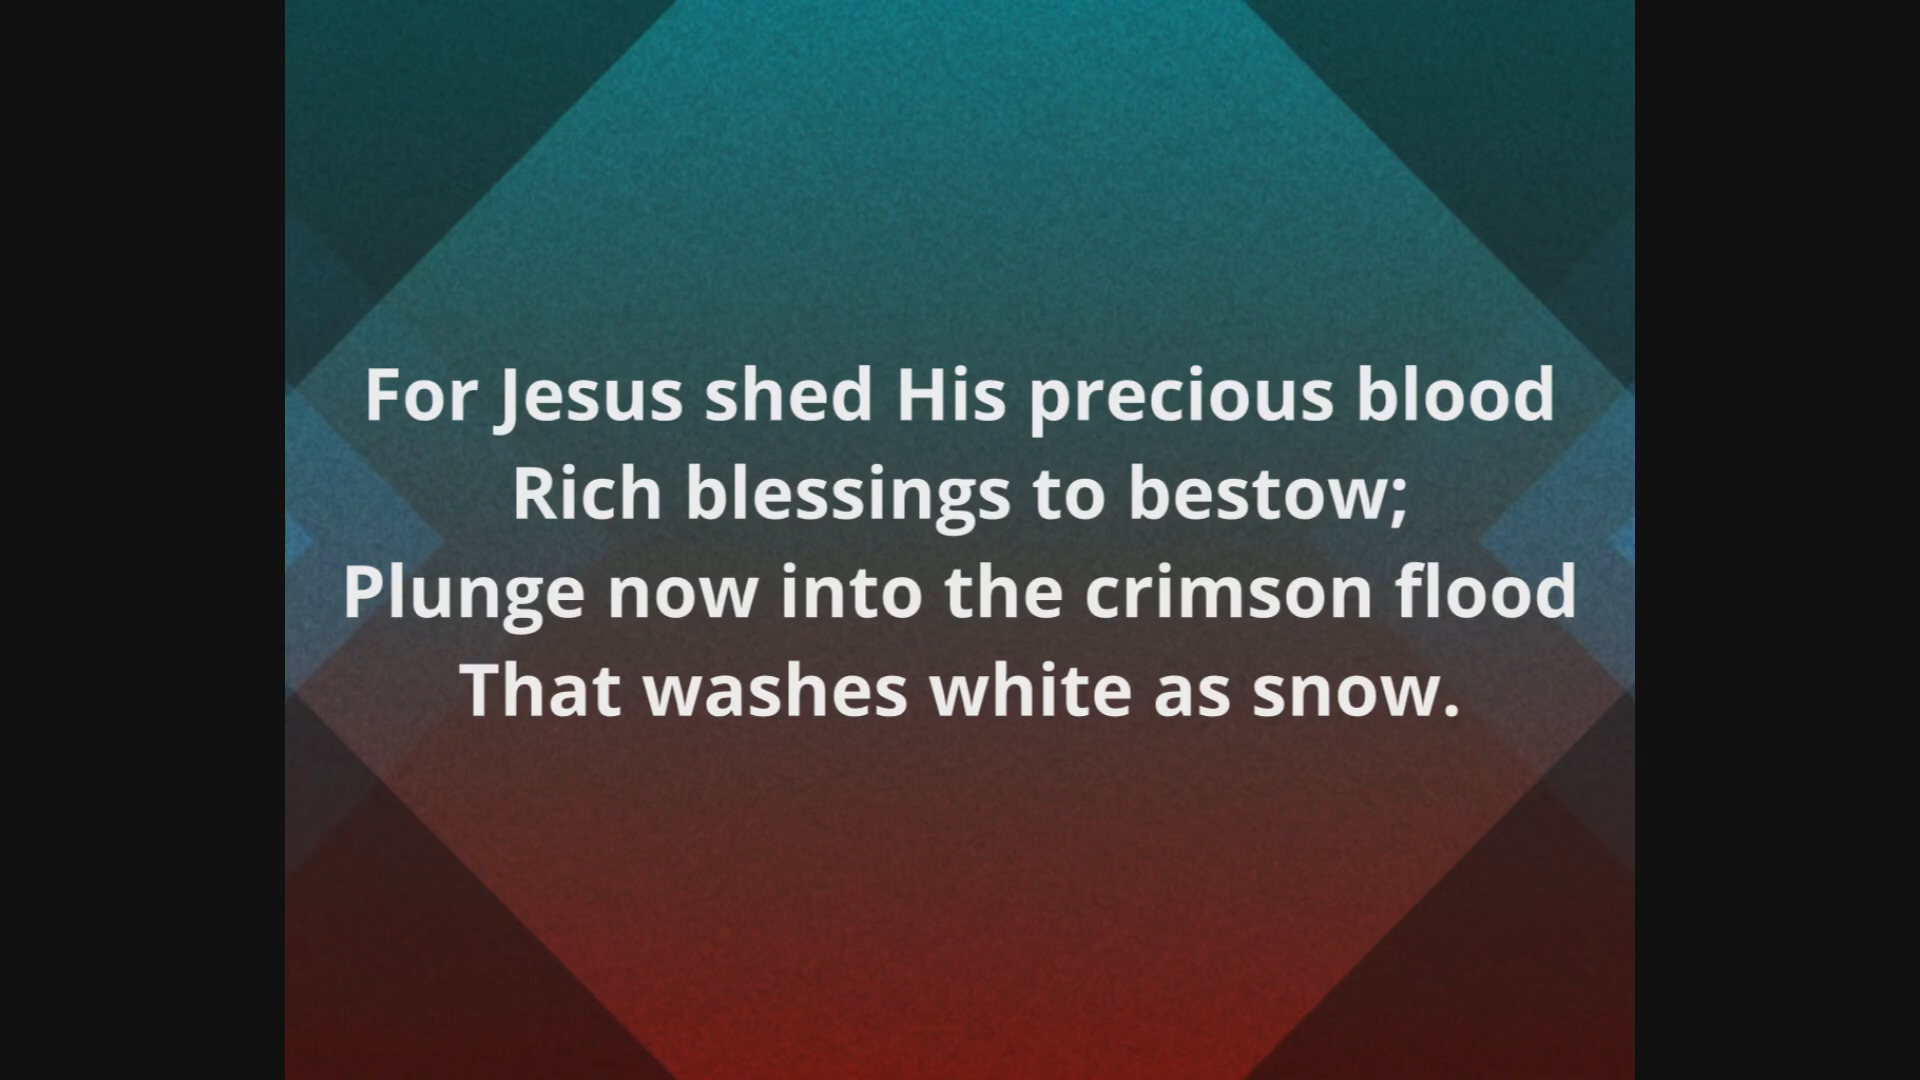 For Jesus shed His precious blood
Rich blessings to bestow;
Plunge now into the crimson flood
That washes white as snow.